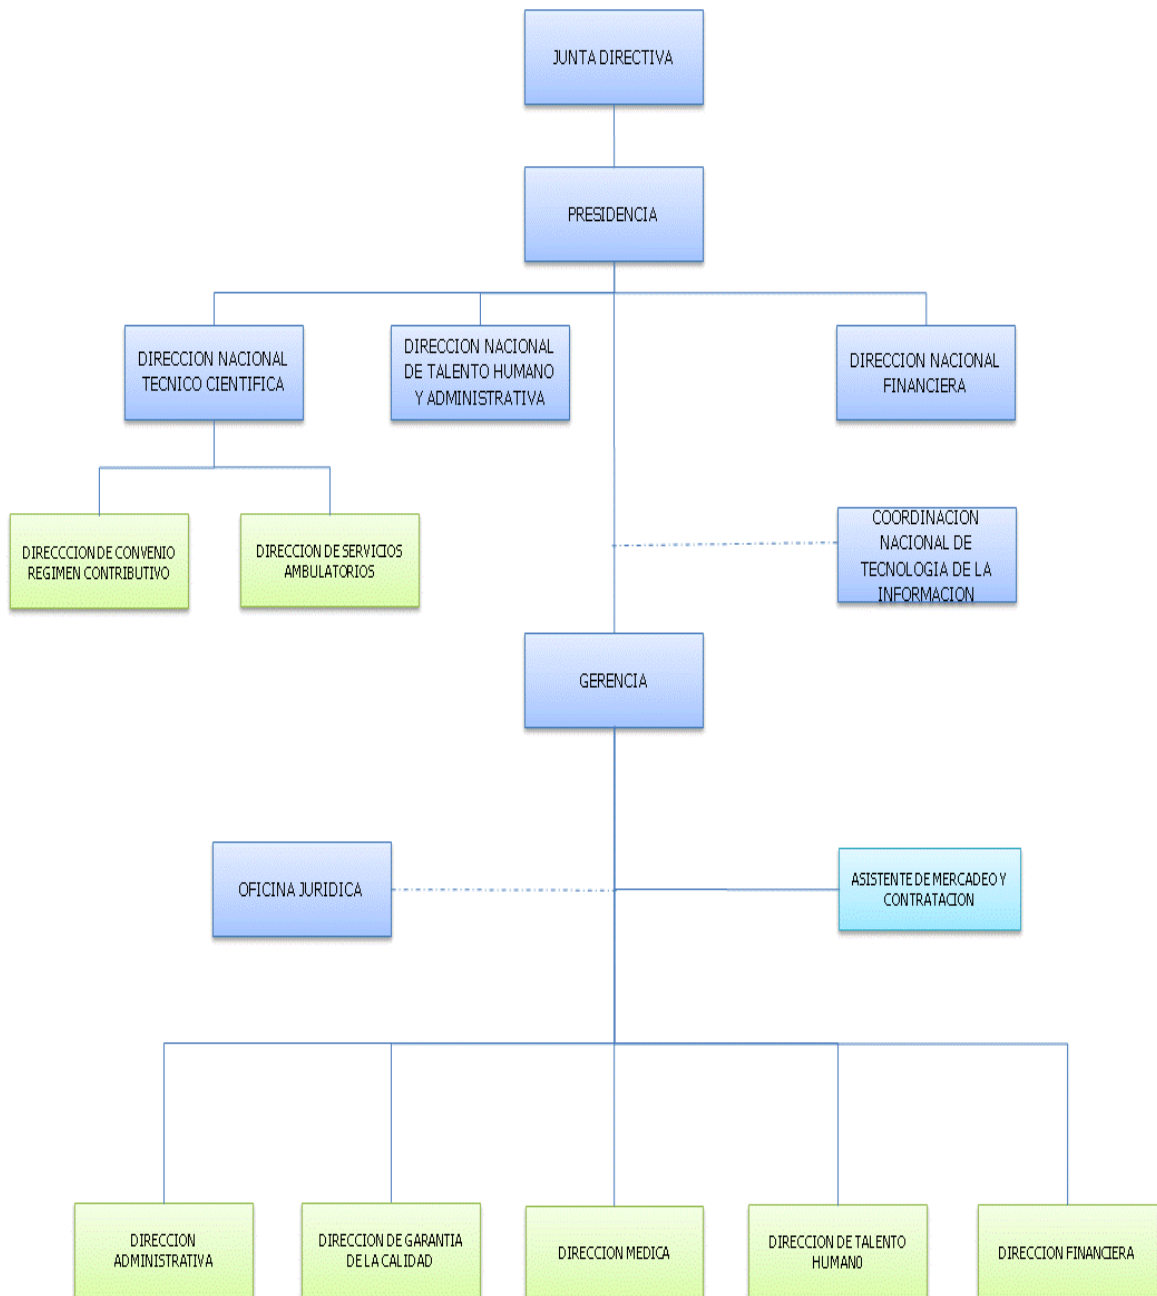 JUNTA DIRECTIVA
PRESIDENCIA
DIRECCION NACIONAL
TECNICO CIENTIFICA
DIRECCION NACIONAL
DE TALENTO HUMANO
Y ADMINISTRATIVA
DIRECCION NACIONAL
FINANCIERA
DIRECCCION DE CONVENIO
REGIMEN CONTRIBUTIVO
DIRECCION DE SERVICIOS
AMBULATORIOS
COORDINACION
NACIONAL DE
TECNOLOGIA DE LA
INFORMACION
GERENCIA
OFICINA JURIDICA
ASISTENTE DE MERCADEO Y
CONTRATACION
DIRECCION
ADMINISTRATIVA
DIRECCION DE GARANTIA
DE LA CALIDAD
DIRECCION MEDICA
DIRECCION DE TALENTO
HUMANO
DIRECCION FINANCIERA